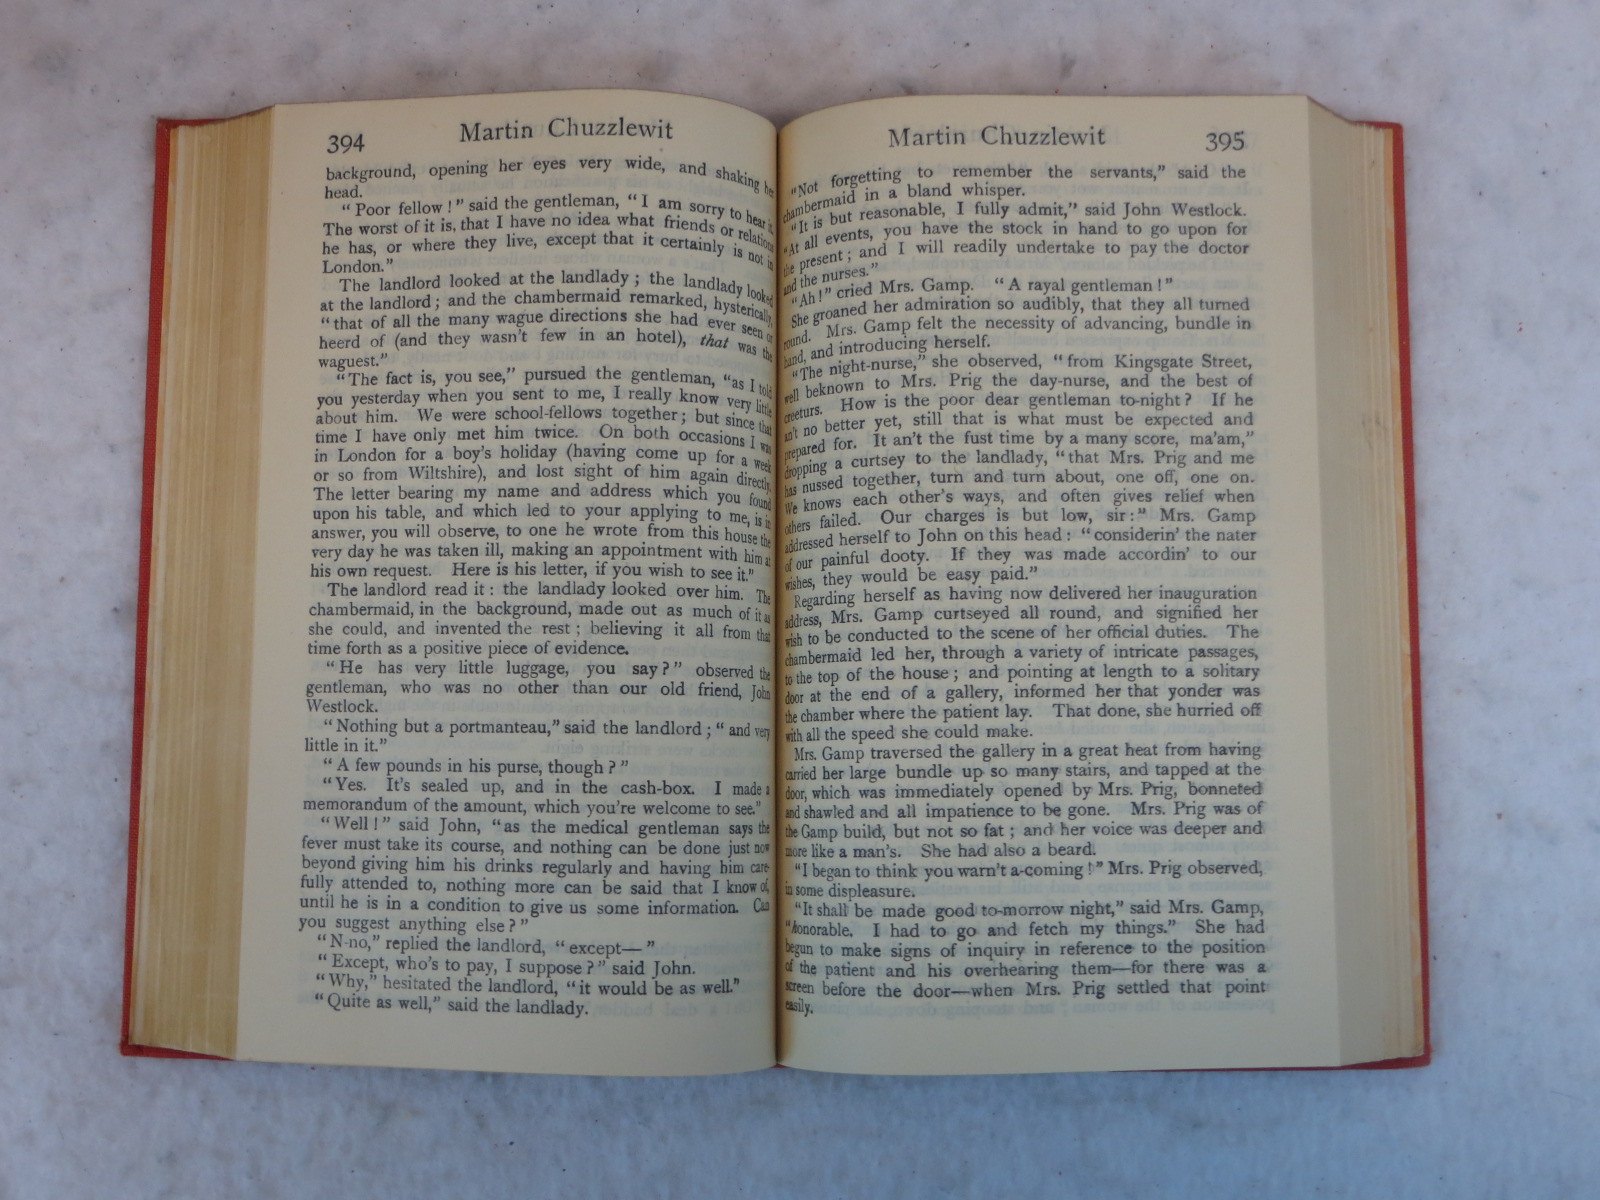 394
Martin Chuzzlewit
background, opening her eyes very wide, and shaking her
head.
“Poor fellow!” said the gentleman, “I am sorry to hear it.
The worst of it is, that I have no idea what friends or relations
he has, or where they live, except that it certainly is not in
London.”
The landlord looked at the landlady; the landlady looked
at the landlord; and the chambermaid remarked, hysterically,
“that of all the many wague directions she had ever seen or
heerd of (and they wasn't few in an hotel), that was the
waguest.”
“The fact is, you see,” pursued the gentleman, “as I told
you yesterday when you sent to me, I really know very little
about him. We were school-fellows together; but since that
time I have only met him twice. On both occasions I was
in London for a boy's holiday (having come up for a week
or so from Wiltshire), and lost sight of him again directly.
The letter bearing my name and address which you found
upon his table, and which led to your applying to me, is in
answer, you will observe, to one he wrote from this house the
very day he was taken ill, making an appointment with him at
his own request. Here is his letter, if you wish to see it.”
The landlord read it: the landlady looked over him. The
chambermaid, in the background, made out as much of it as
she could, and invented the rest; believing it all from that
time forth as a positive piece of evidence.
“He has very little luggage, you say?” observed the
gentleman, who was no other than our old friend, John
Westlock.
“Nothing but a portmanteau,” said the landlord; “and very
little in it.”
“A few pounds in his purse, though?”
“Yes. It's sealed up, and in the cash-box. I made a
memorandum of the amount, which you're welcome to see.”
“Well!” said John, “as the medical gentleman says the
fever must take its course, and nothing can be done just now
beyond giving him his drinks regularly and having him care-
fully attended to, nothing more can be said that I know of,
until he is in a condition to give us some information. Can
you suggest anything else?”
“N-no,” replied the landlord, “except—”
“Except, who's to pay, I suppose?” said John.
“Why,” hesitated the landlord, “it would be as well.”
“Quite as well,” said the landlady.
Martin Chuzzlewit
395
“Not forgetting to remember the servants,” said the
chambermaid in a bland whisper.
“It is but reasonable, I fully admit,” said John Westlock.
“At all events, you have the stock in hand to go upon for
the present; and I will readily undertake to pay the doctor
and the nurses.”
“Ah!” cried Mrs. Gamp. “A rayal gentleman!”
She groaned her admiration so audibly, that they all turned
round. Mrs. Gamp felt the necessity of advancing, bundle in
hand, and introducing herself.
“The night-nurse,” she observed, “from Kingsgate Street,
well beknown to Mrs. Prig the day-nurse, and the best of
creeturs. How is the poor dear gentleman to-night? If he
an't no better yet, still that is what must be expected and
prepared for. It an't the fust time by a many score, ma'am,”
dropping a curtsey to the landlady, “that Mrs. Prig and me
has nussed together, turn and turn about, one off, one on.
We knows each other's ways, and often gives relief when
others failed. Our charges is but low, sir:” Mrs. Gamp
addressed herself to John on this head: “considerin' the nater
of our painful dooty. If they was made accordin' to our
wishes, they would be easy paid.”
Regarding herself as having now delivered her inauguration
address, Mrs. Gamp curtseyed all round, and signified her
wish to be conducted to the scene of her official duties. The
chambermaid led her, through a variety of intricate passages,
to the top of the house; and pointing at length to a solitary
door at the end of a gallery, informed her that yonder was
the chamber where the patient lay. That done, she hurried off
with all the speed she could make.
Mrs. Gamp traversed the gallery in a great heat from having
carried her large bundle up so many stairs, and tapped at the
door, which was immediately opened by Mrs. Prig, bonneted
and shawled and all impatience to be gone. Mrs. Prig was of
the Gamp build, but not so fat; and her voice was deeper and
more like a man's. She had also a beard.
“I began to think you warn't a-coming!” Mrs. Prig observed,
in some displeasure.
“It shall be made good to-morrow night,” said Mrs. Gamp,
“honorable. I had to go and fetch my things.” She had
begun to make signs of inquiry in reference to the position
of the patient and his overhearing them—for there was a
screen before the door—when Mrs. Prig settled that point
easily.